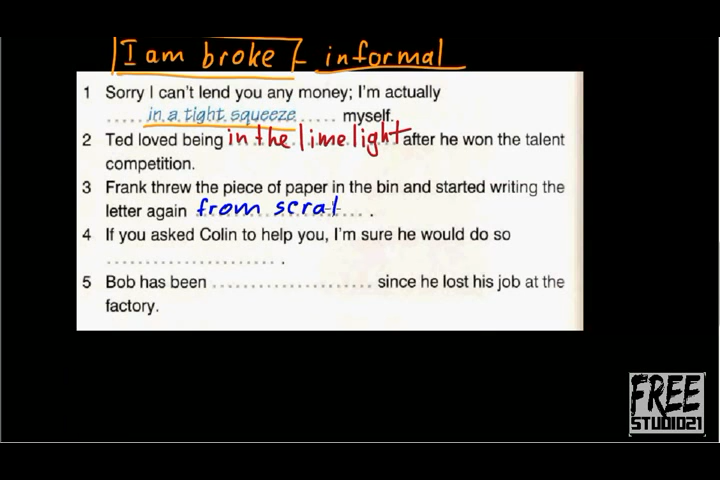 I am broke - informal
1 Sorry I can't lend you any money; I'm actually
..... in a tight squeeze ..... myself.
2 Ted loved being in the limelight after he won the talent
competition.
3 Frank threw the piece of paper in the bin and started writing the
letter again from scrat .... .
4 If you asked Colin to help you, I'm sure he would do so
........................ .
5 Bob has been ...................... since he lost his job at the
factory.
FREE
STUDIO21